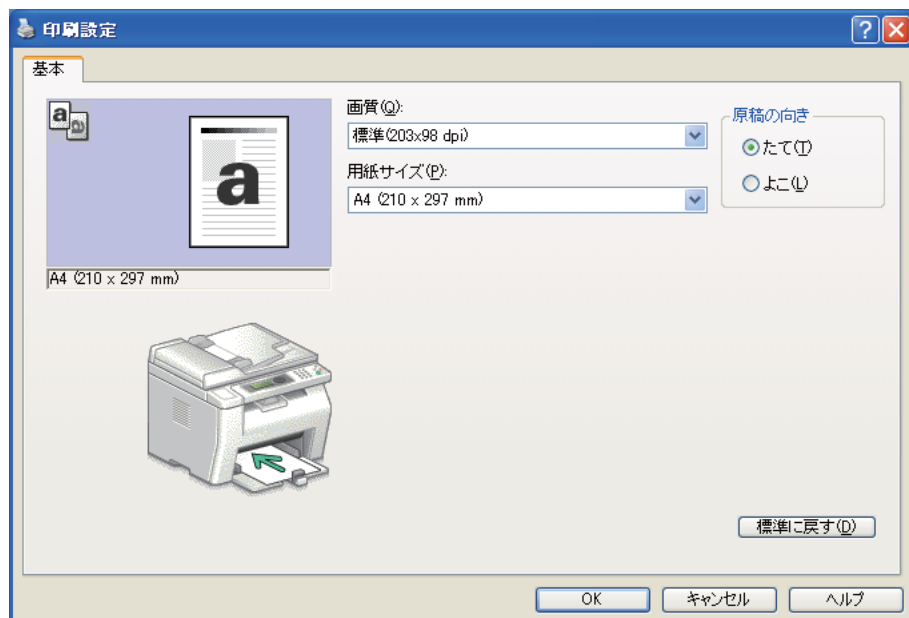 印刷設定
基本
a
a
a
A4 (210 x 297 mm)
画質(Q):
標準(203x98 dpi)
用紙サイズ(P):
A4 (210 x 297 mm)
原稿の向き
たて(T)
よこ(L)
標準に戻す(D)
OK
キャンセル
ヘルプ